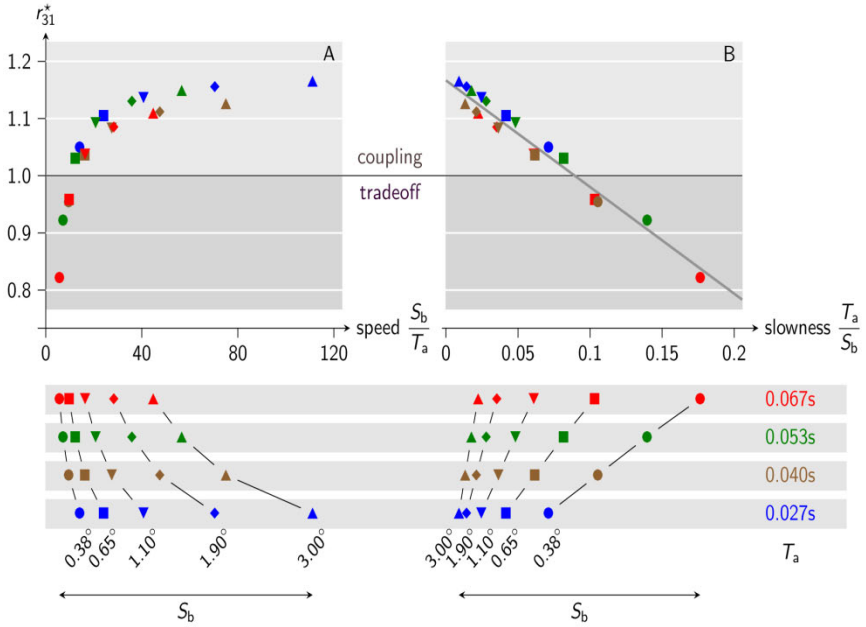 r*31
A
B
1.2
1.1
1.0
0.9
0.8
coupling
tradeoff
0 40 80 120
speed Sb/Ta
0 0.05 0.1 0.15 0.2
slowness Ta/Sb
0.067s
0.053s
0.040s
0.027s
0.38° 0.65° 1.10° 1.90° 3.00°
3.00° 1.90° 1.10° 0.65° 0.38°
Ta
Sb
Sb